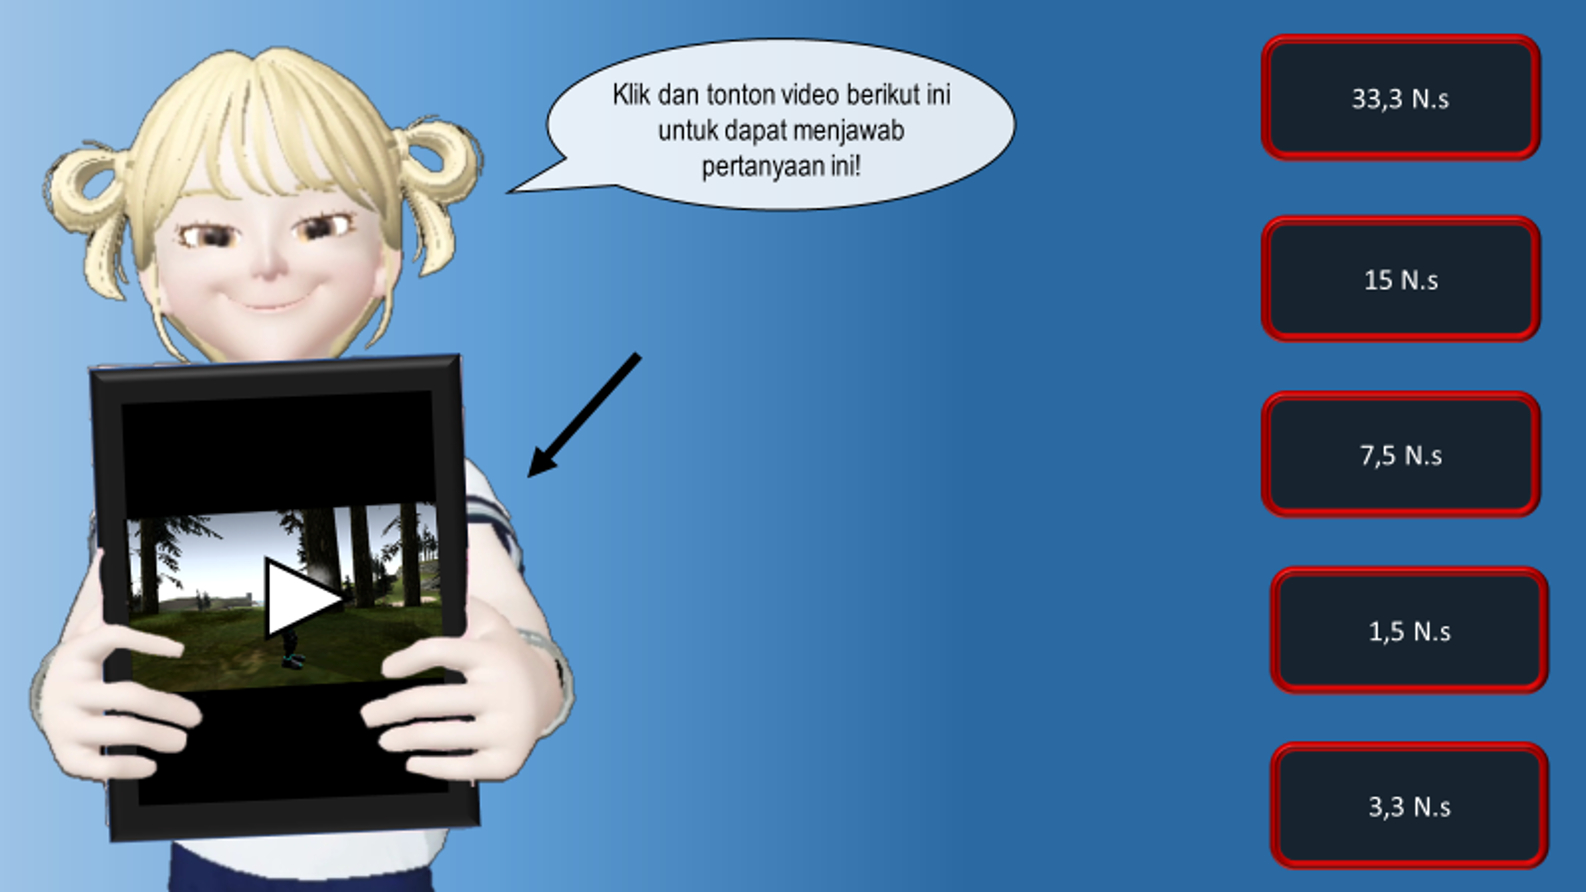 Klik dan tonton video berikut ini
untuk dapat menjawab
pertanyaan ini!
33,3 N.s
15 N.s
7,5 N.s
1,5 N.s
3,3 N.s